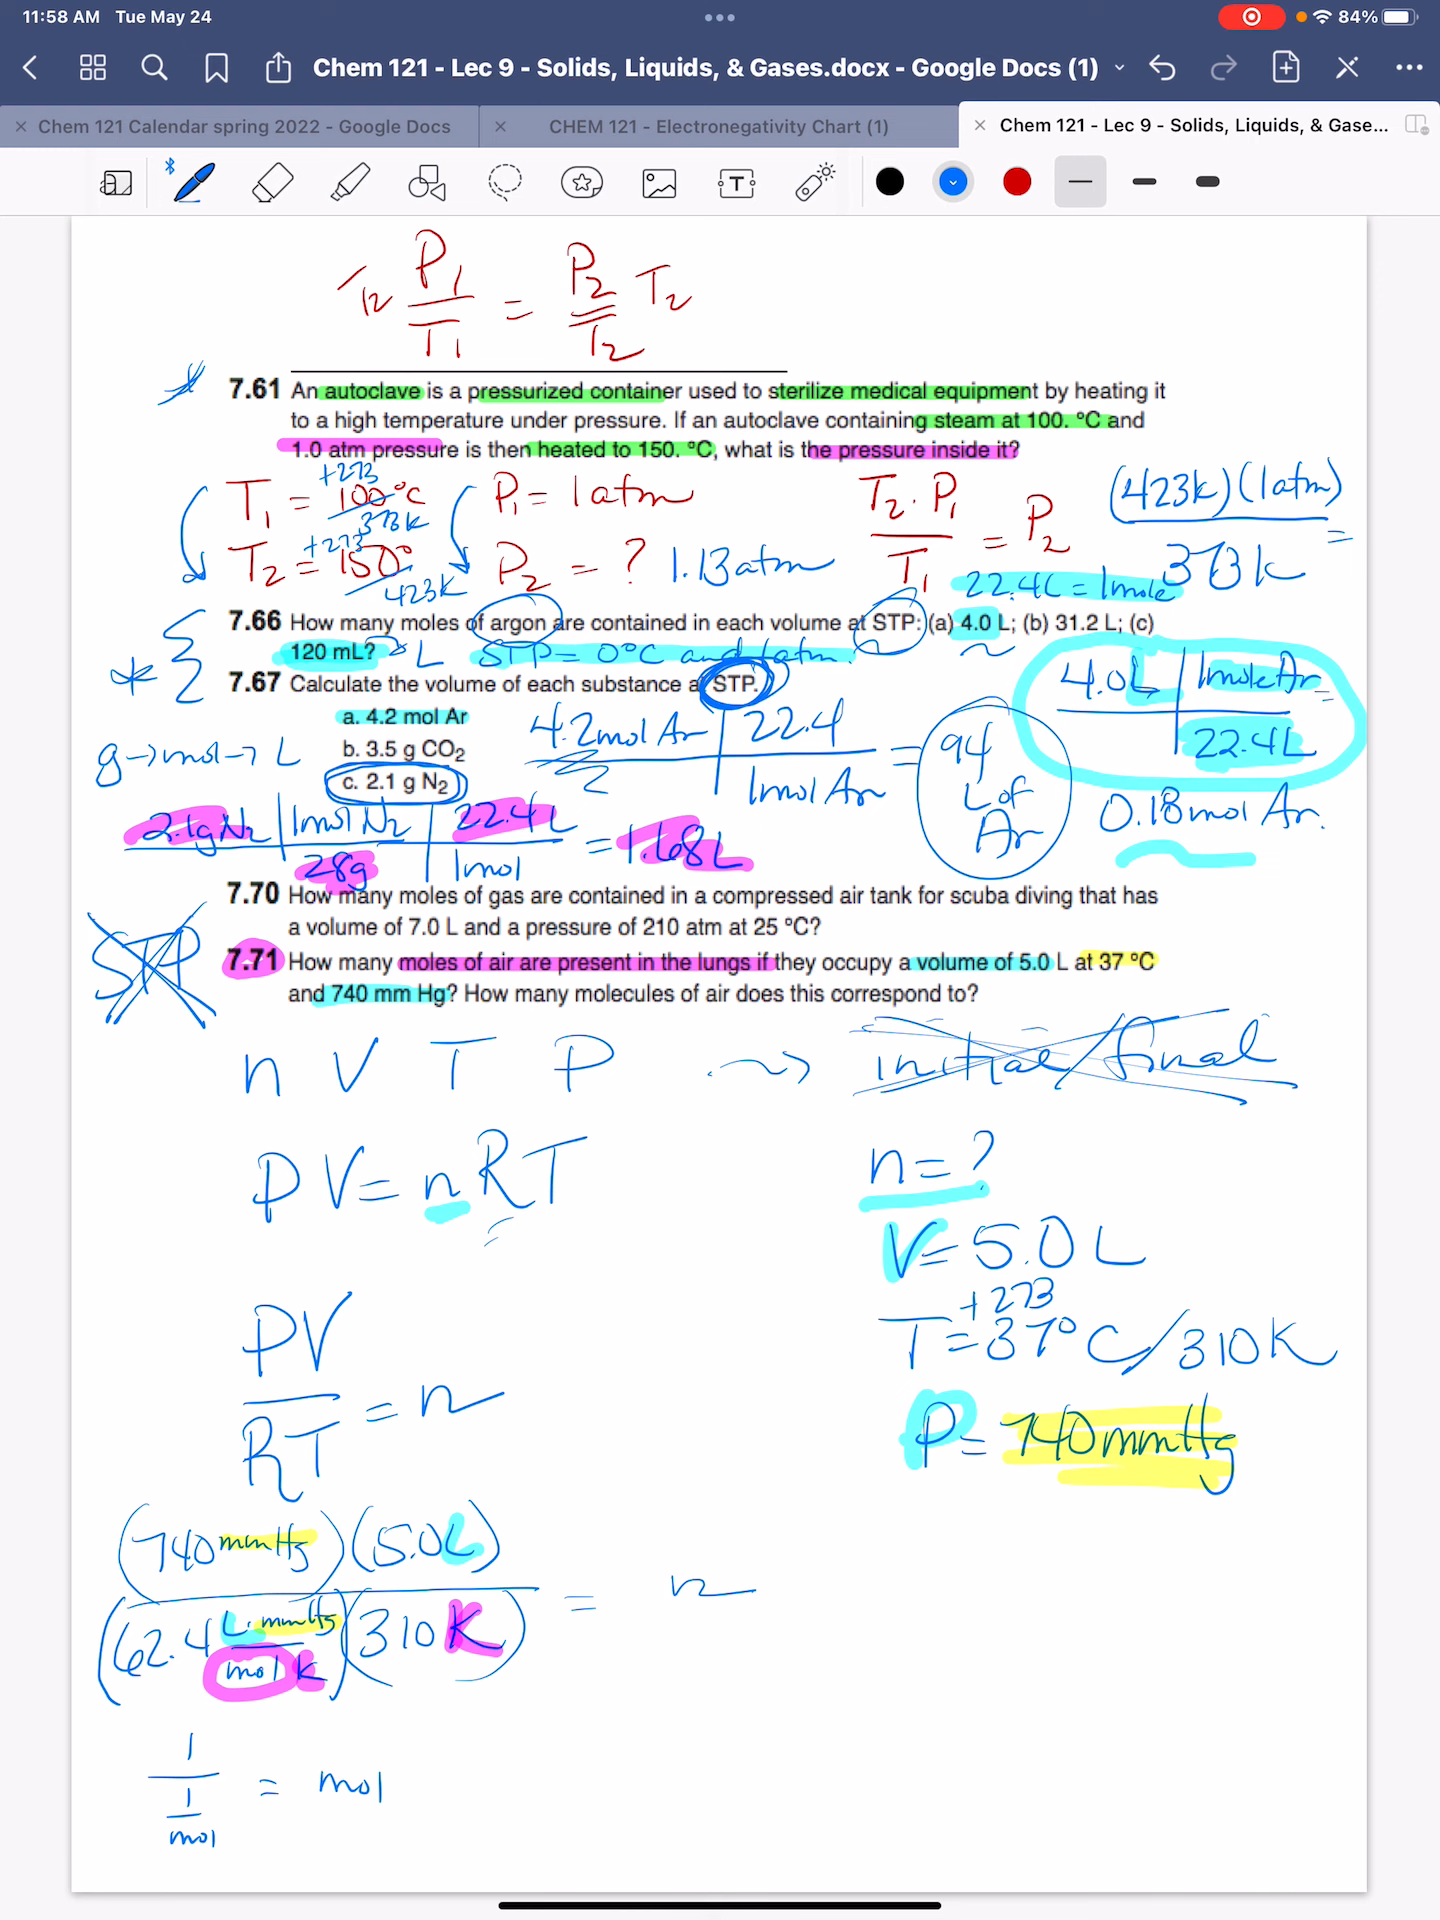 11:58 AM Tue May 24
84%
Chem 121 - Lec 9 - Solids, Liquids, & Gases.docx - Google Docs (1)
Chem 121 Calendar spring 2022 - Google Docs
CHEM 121 - Electronegativity Chart (1)
Chem 121 - Lec 9 - Solids, Liquids, & Gase...
T2 P1/T1 = P2/T2 T2
7.61 An autoclave is a pressurized container used to sterilize medical equipment by heating it
to a high temperature under pressure. If an autoclave containing steam at 100. °C and
1.0 atm pressure is then heated to 150. °C, what is the pressure inside it?
T1 = 100°C +273 373K
P1 = 1atm
T2 · P1 / T1 = P2
(423K)(1atm) / 373K =
T2 = 150° +273 423K
P2 = ? 1.13atm
22.4L = 1mole
7.66 How many moles of argon are contained in each volume at STP: (a) 4.0 L; (b) 31.2 L; (c)
120 mL? → L STP = 0°C and 1atm.
7.67 Calculate the volume of each substance at STP.
4.0L | 1mole Ar
22.4L
0.18mol Ar.
a. 4.2 mol Ar
b. 3.5 g CO2
c. 2.1 g N2
4.2mol Ar | 22.4
1mol Ar
= 94 L of Ar
g→mol→L
2.1gN2 | 1mol N2 | 22.4L
28g | 1mol
= 1.68L
7.70 How many moles of gas are contained in a compressed air tank for scuba diving that has
a volume of 7.0 L and a pressure of 210 atm at 25 °C?
STP
7.71 How many moles of air are present in the lungs if they occupy a volume of 5.0 L at 37 °C
and 740 mm Hg? How many molecules of air does this correspond to?
n V T P → initial/final
PV = nRT
n = ?
V = 5.0 L
+273
T = 37°C/310K
P = 740mmHg
PV/RT = n
(740mmHg)(5.0L)
(62.4 L·mmHg/mol K)(310K)
= n
1
1/mol
= mol